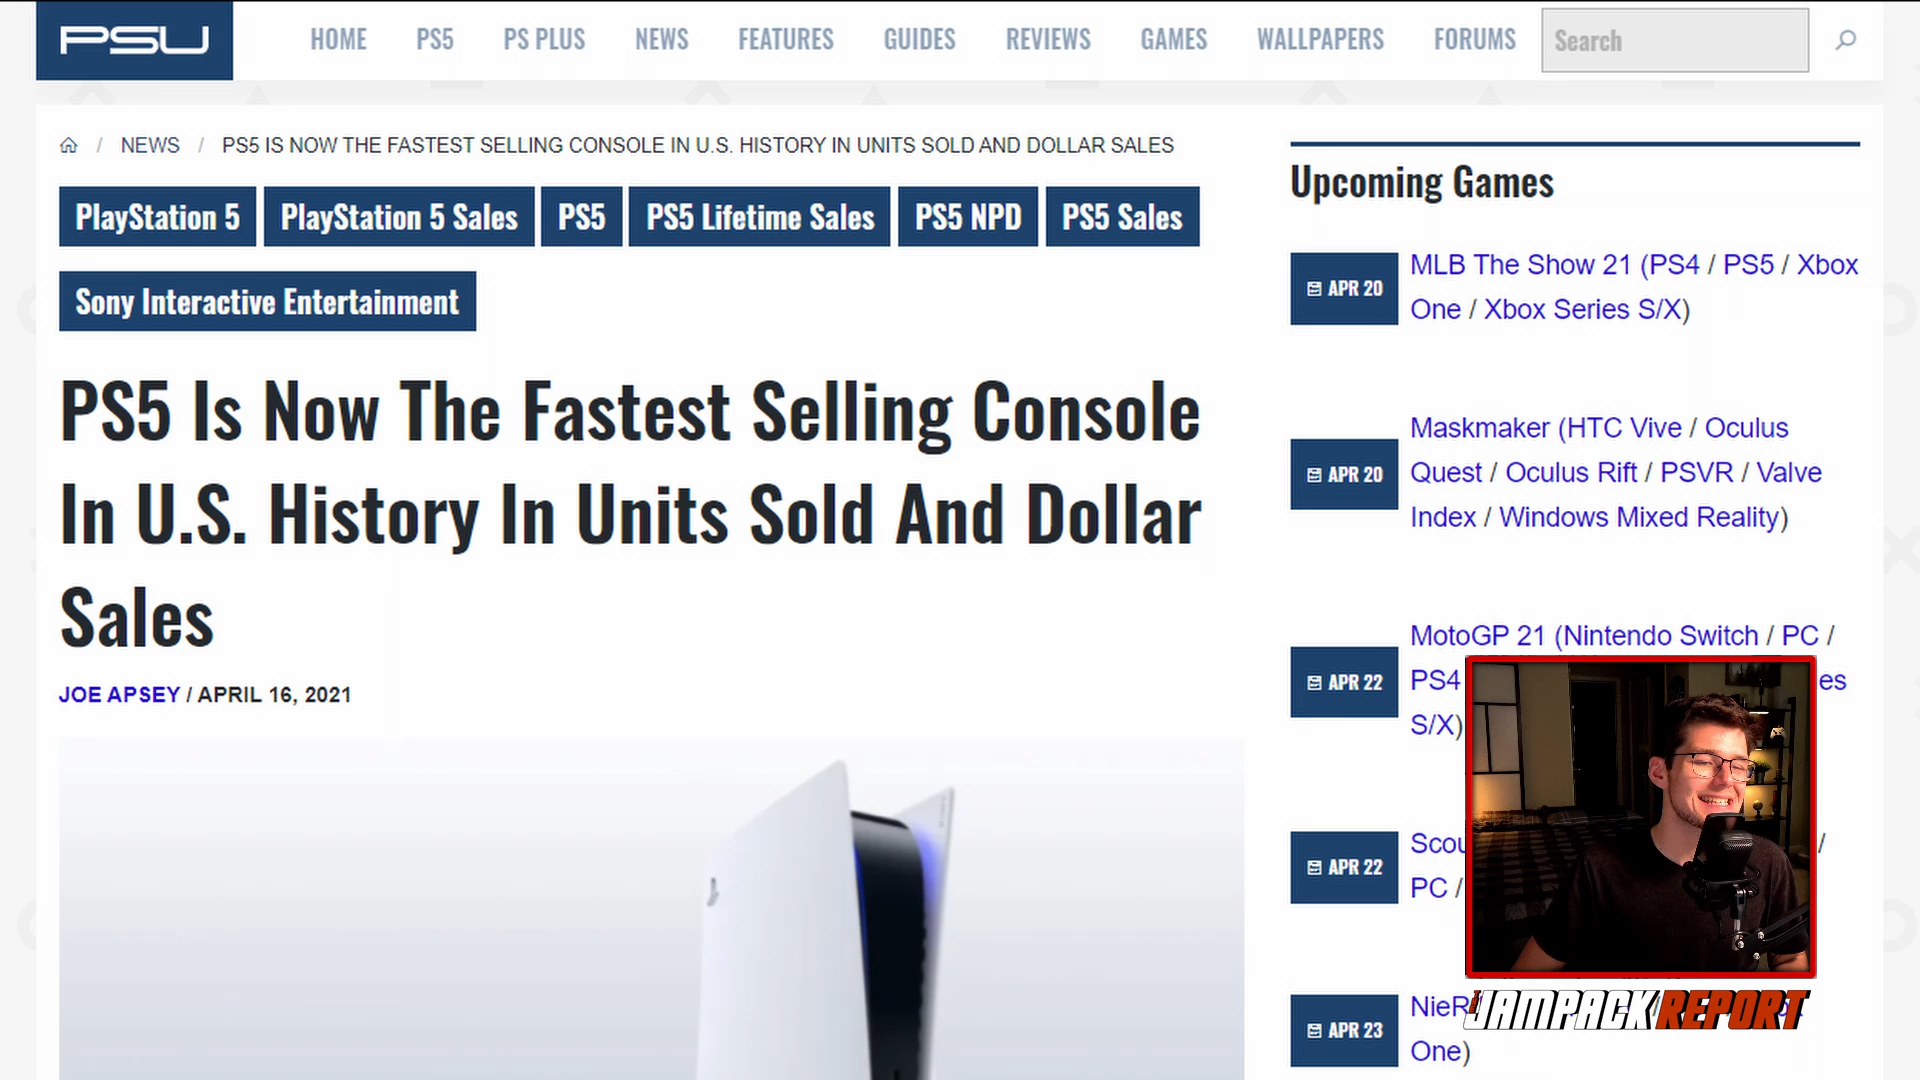 PSU
HOME PS5 PS PLUS NEWS FEATURES GUIDES REVIEWS GAMES WALLPAPERS FORUMS Search
/ NEWS / PS5 IS NOW THE FASTEST SELLING CONSOLE IN U.S. HISTORY IN UNITS SOLD AND DOLLAR SALES
PlayStation 5 PlayStation 5 Sales PS5 PS5 Lifetime Sales PS5 NPD PS5 Sales
Sony Interactive Entertainment
PS5 Is Now The Fastest Selling Console
In U.S. History In Units Sold And Dollar
Sales
JOE APSEY / APRIL 16, 2021
Upcoming Games
APR 20
MLB The Show 21 (PS4 / PS5 / Xbox
One / Xbox Series S/X)
APR 20
Maskmaker (HTC Vive / Oculus
Quest / Oculus Rift / PSVR / Valve
Index / Windows Mixed Reality)
APR 22
MotoGP 21 (Nintendo Switch / PC /
PS4
S/X)
APR 22
PC /
APR 23
One)
THE JAMPACK REPORT